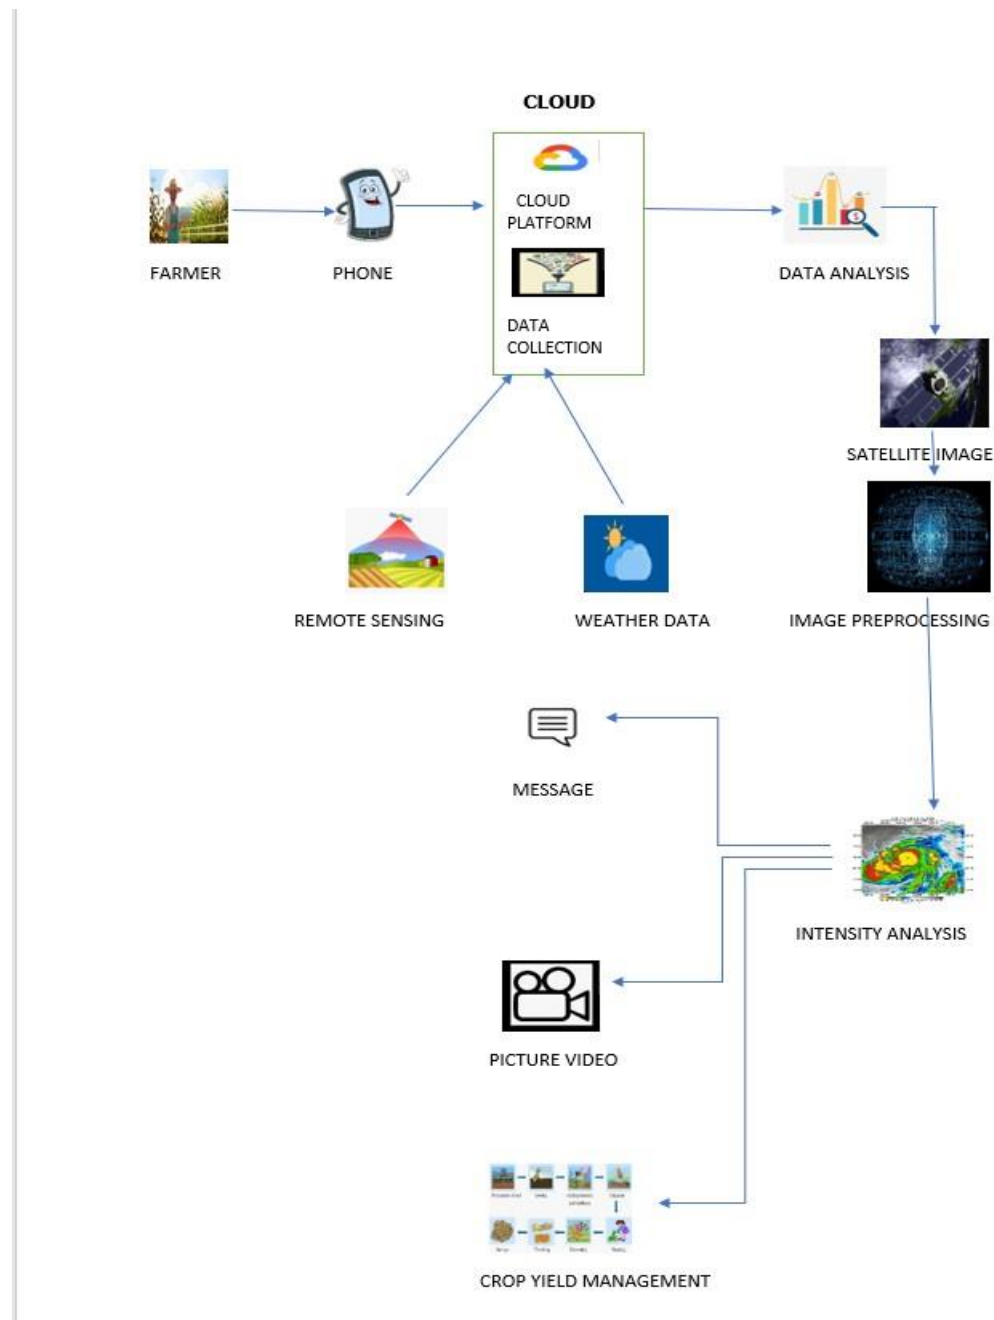 CLOUD
CLOUD
PLATFORM
DATA
COLLECTION
FARMER
PHONE
DATA ANALYSIS
SATELLITE IMAGE
REMOTE SENSING
WEATHER DATA
IMAGE PREPROCESSING
MESSAGE
INTENSITY ANALYSIS
PICTURE VIDEO
CROP YIELD MANAGEMENT